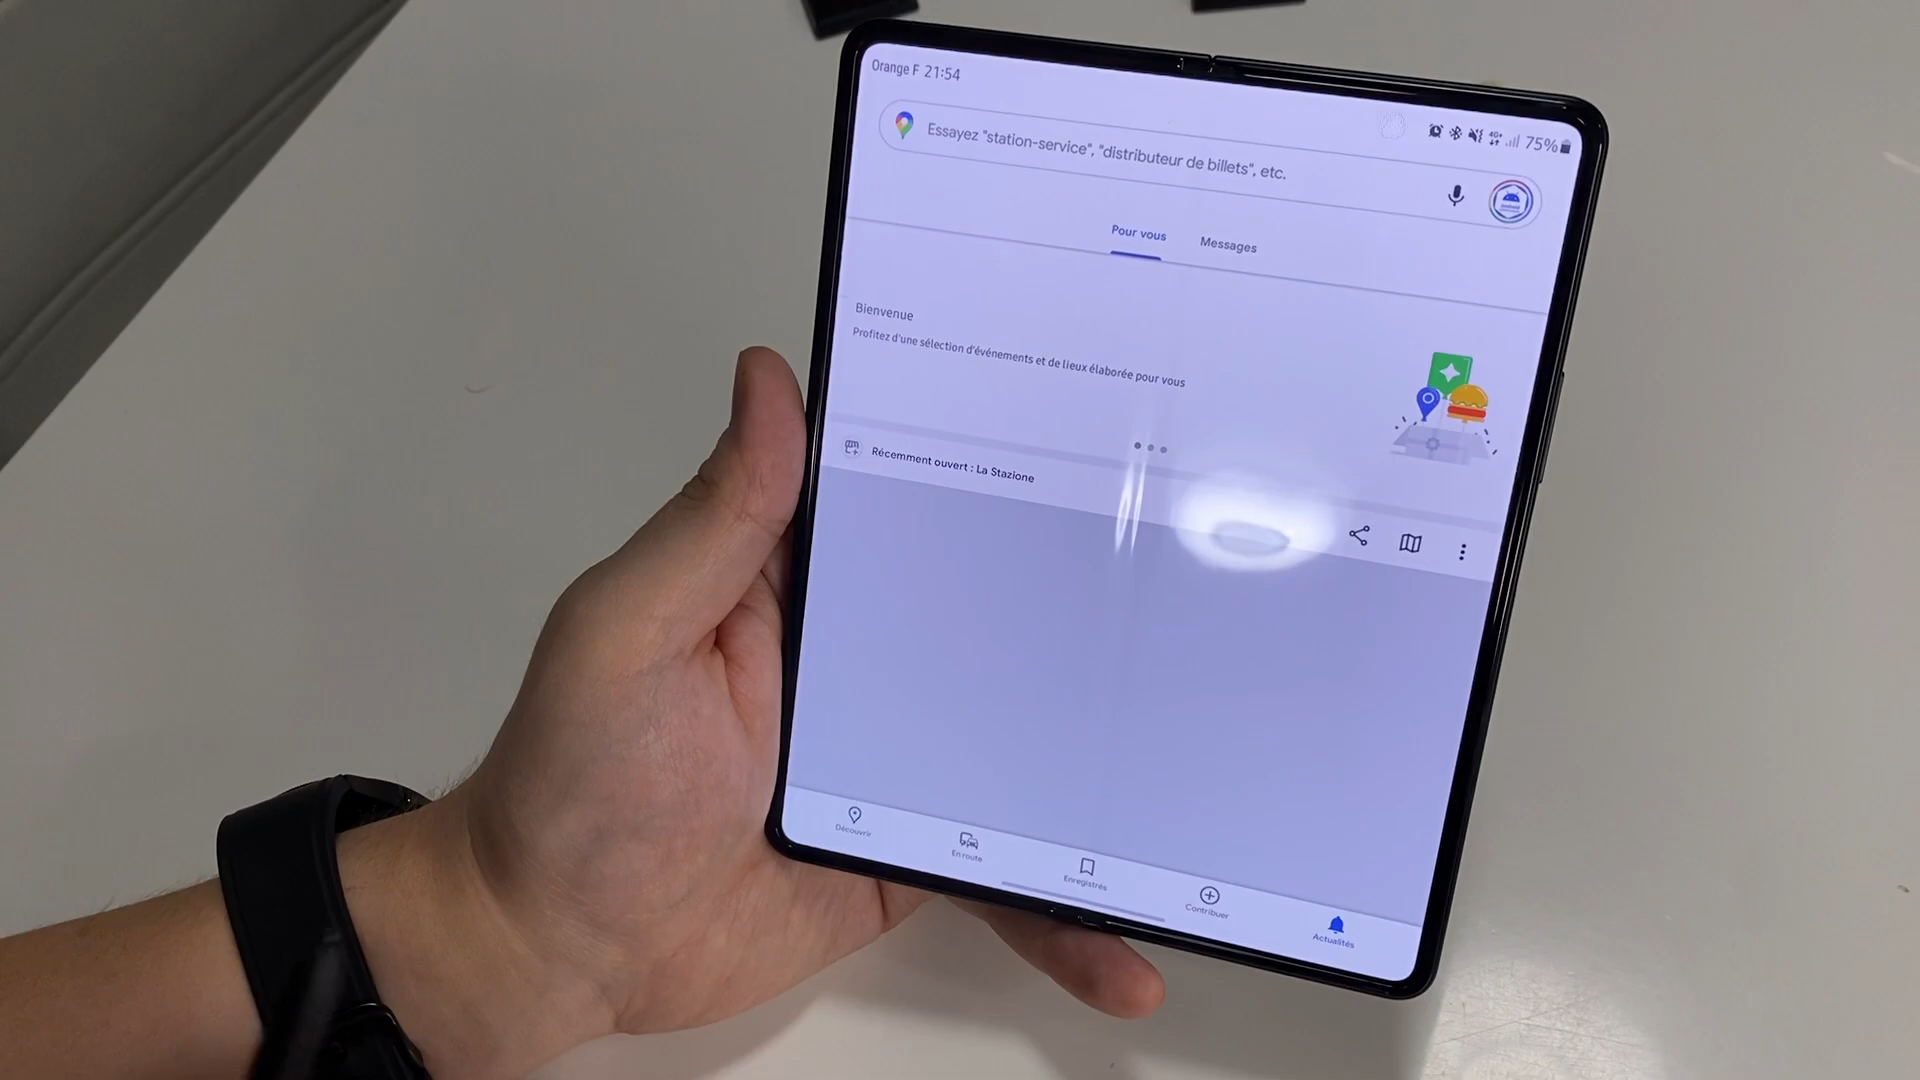 Orange F 21:54
4G+ 75%
Essayez "station-service", "distributeur de billets", etc.
Pour vous
Messages
Bienvenue
Profitez d'une sélection d'événements et de lieux élaborée pour vous
Récemment ouvert : La Stazione
Découvrir
En route
Enregistrés
Contribuer
Actualités